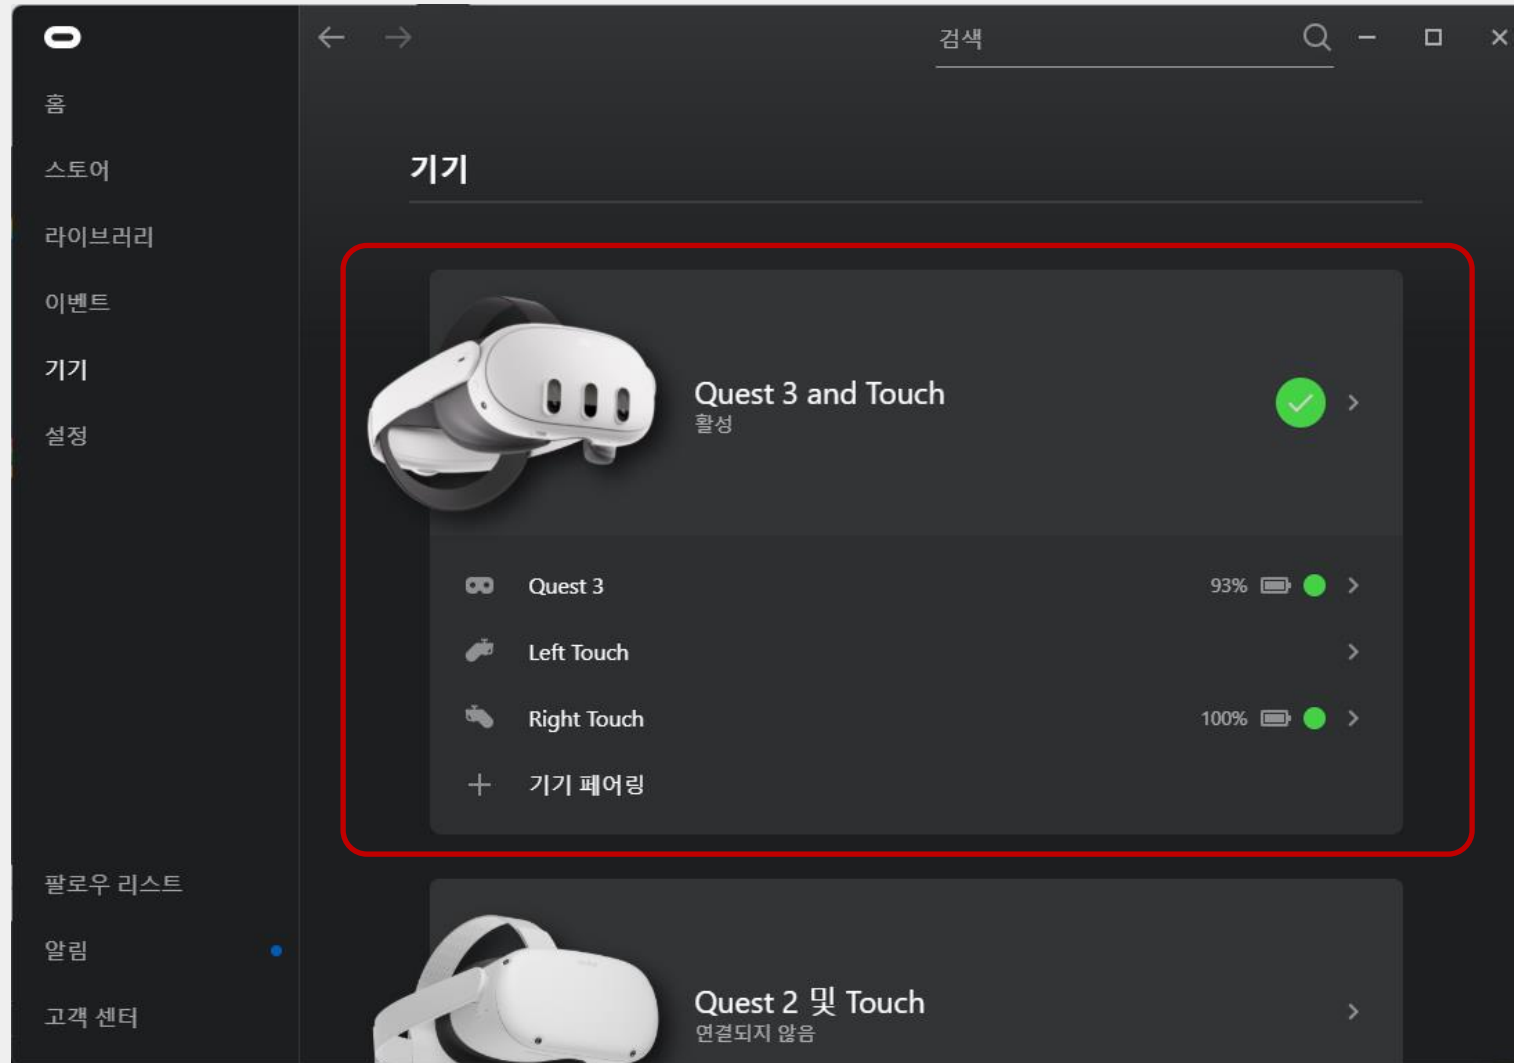 검색
홈
스토어
라이브러리
이벤트
기기
설정
팔로우 리스트
알림
고객 센터
기기
Quest 3 and Touch
활성
Quest 3
93%
Left Touch
Right Touch
100%
기기 페어링
Quest 2 및 Touch
연결되지 않음